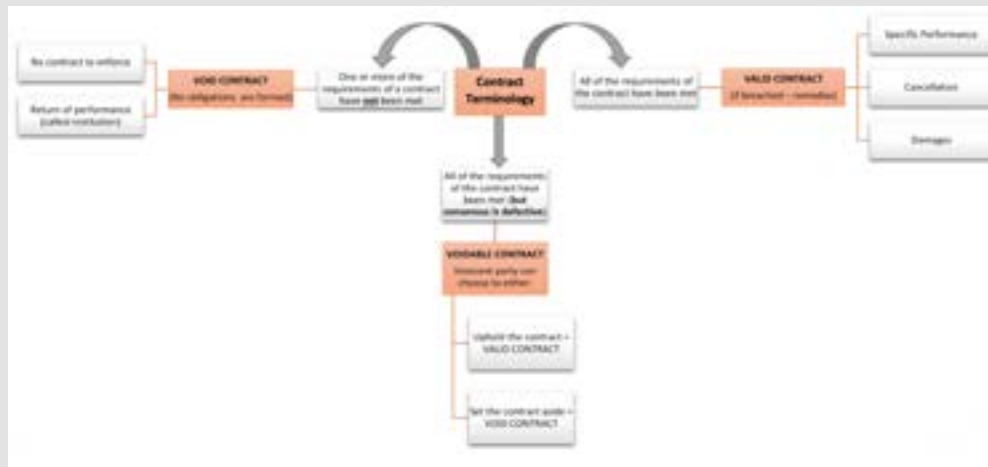 Contract
Terminology
One or more of the
requirements of a contract
have not been met
VOID CONTRACT
(No obligations are formed)
No contract to enforce
Return of performance
(called restitution)
All of the requirements of
the contract have been met
VALID CONTRACT
(if breached – remedies)
Specific Performance
Cancellation
Damages
All of the requirements
of the contract have
been met (but
consensus is defective)
VOIDABLE CONTRACT
Innocent party can
choose to either:
Uphold the contract =
VALID CONTRACT
Set the contract aside =
VOID CONTRACT